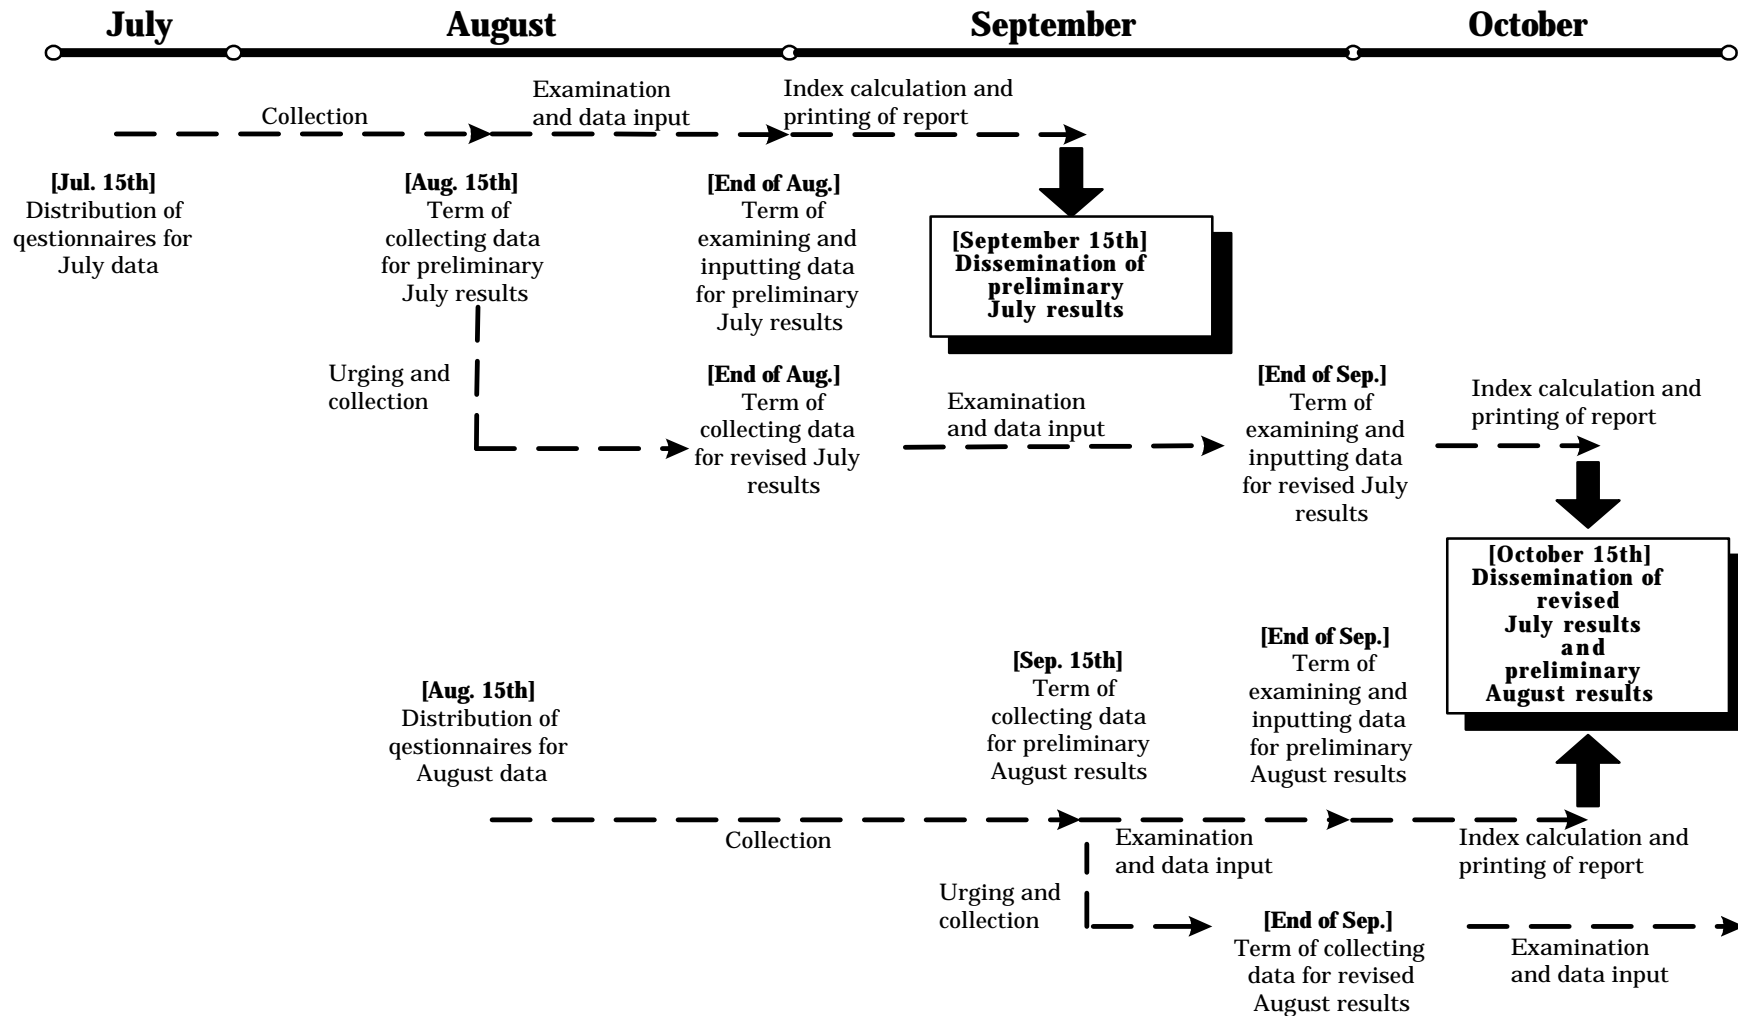 July
August
September
October
Collection
Examination
and data input
Index calculation and
printing of report
[Jul. 15th]
Distribution of
qestionnaires for
July data
[Aug. 15th]
Term of
collecting data
for preliminary
July results
[End of Aug.]
Term of
examining and
inputting data
for preliminary
July results
[September 15th]
Dissemination of
preliminary
July results
Urging and
collection
[End of Aug.]
Term of
collecting data
for revised July
results
Examination
and data input
[End of Sep.]
Term of
examining and
inputting data
for revised July
results
Index calculation and
printing of report
[October 15th]
Dissemination of
revised
July results
and
preliminary
August results
[Aug. 15th]
Distribution of
qestionnaires for
August data
[Sep. 15th]
Term of
collecting data
for preliminary
August results
[End of Sep.]
Term of
examining and
inputting data
for preliminary
August results
Collection
Examination
and data input
Index calculation and
printing of report
Urging and
collection
[End of Sep.]
Term of collecting
data for revised
August results
Examination
and data input